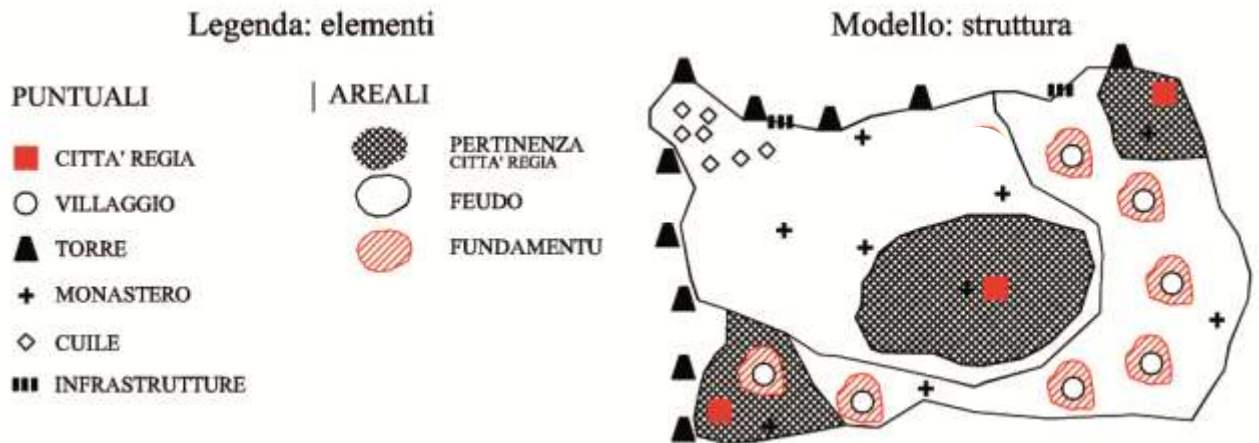 Legenda: elementi
PUNTUALI
CITTA' REGIA
VILLAGGIO
TORRE
MONASTERO
CUILE
INFRASTRUTTURE
AREALI
PERTINENZA
CITTA' REGIA
FEUDO
FUNDAMENTU
Modello: struttura